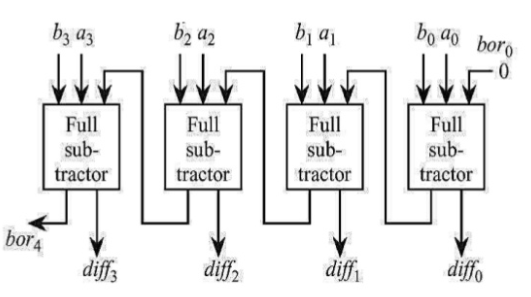 b₃ a₃
b₂ a₂
b₁ a₁
b₀ a₀
bor₀
0
Full
sub-
tractor
Full
sub-
tractor
Full
sub-
tractor
Full
sub-
tractor
bor₄
diff₃
diff₂
diff₁
diff₀